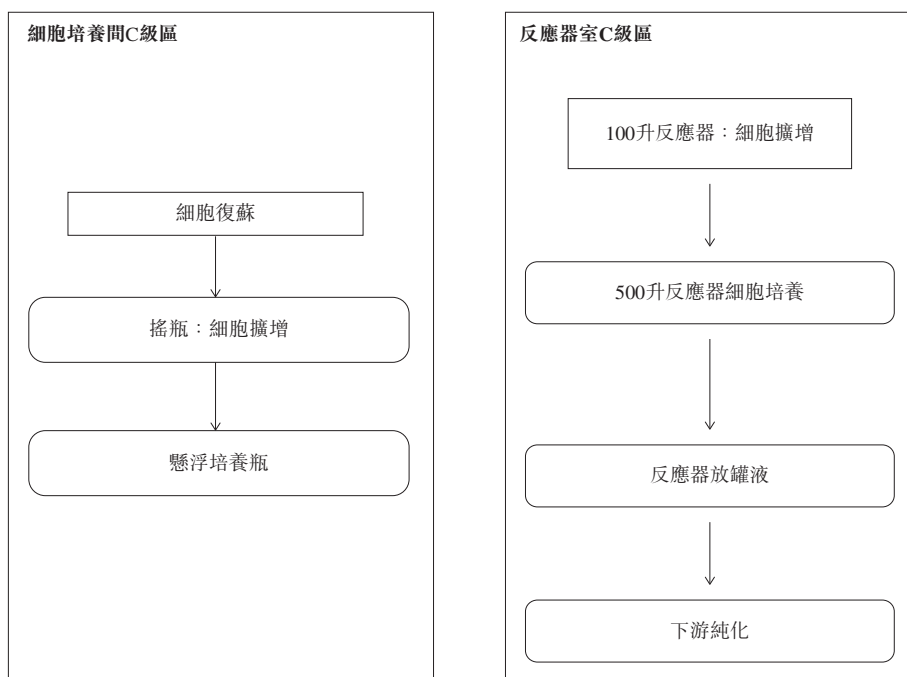 細胞培養間C級區
細胞復蘇
搖瓶：細胞擴增
懸浮培養瓶
反應器室C級區
100升反應器：細胞擴增
500升反應器細胞培養
反應器放罐液
下游純化